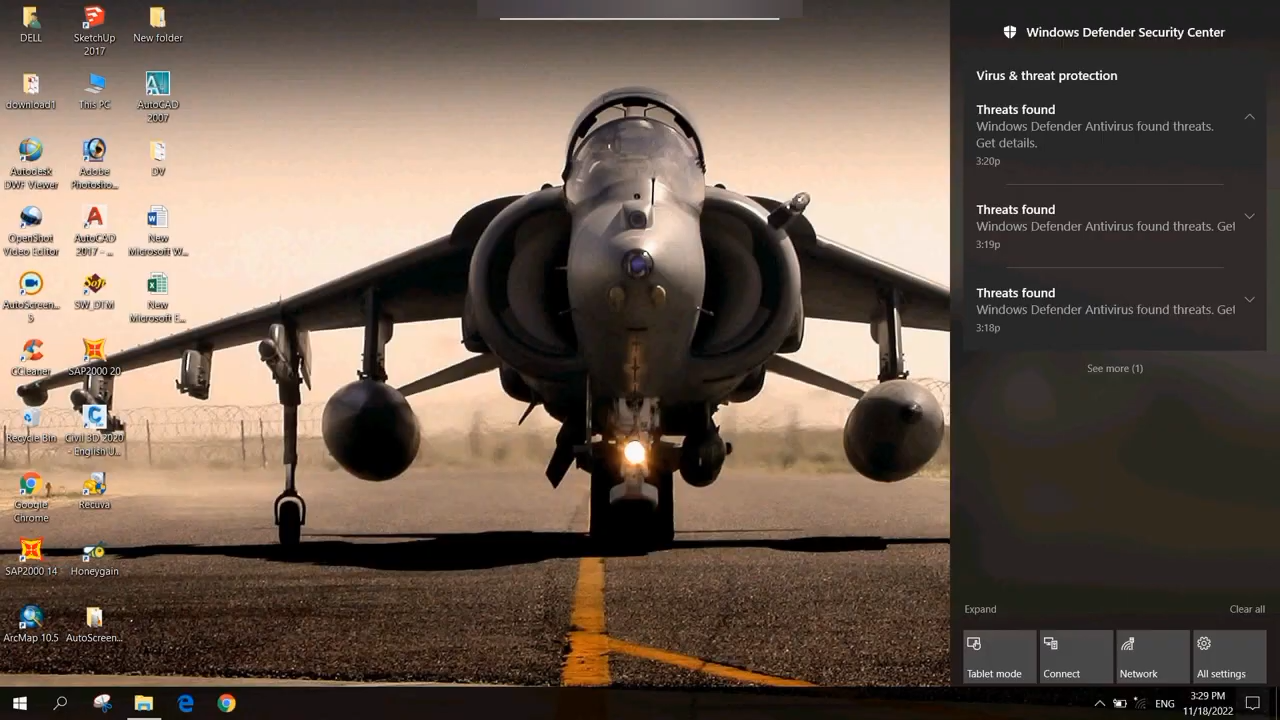 DELL
SketchUp
2017
New folder
download1
This PC
AutoCAD
2007
Autodesk
DWF Viewer
Adobe
Photosho...
DV
OpenShot
Video Editor
AutoCAD
2017 - ...
New
Microsoft W...
AutoScreen...
5
SW_DTM
New
Microsoft E...
CCleaner
SAP2000 20
Recycle Bin
Civil 3D 2020
- English U...
Google
Chrome
Recuva
SAP2000 14
Honeygain
ArcMap 10.5
AutoScreen...
Windows Defender Security Center
Virus & threat protection
Threats found
Windows Defender Antivirus found threats.
Get details.
3:20p
Threats found
Windows Defender Antivirus found threats. Get
3:19p
Threats found
Windows Defender Antivirus found threats. Get
3:18p
See more (1)
Expand
Clear all
Tablet mode
Connect
Network
All settings
ENG
3:29 PM
11/18/2022